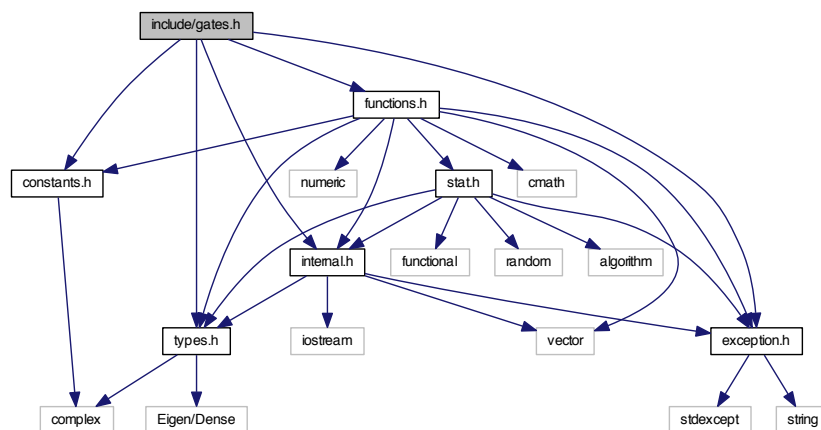 include/gates.h
functions.h
constants.h
numeric
stat.h
cmath
internal.h
functional
random
algorithm
types.h
iostream
vector
exception.h
complex
Eigen/Dense
stdexcept
string